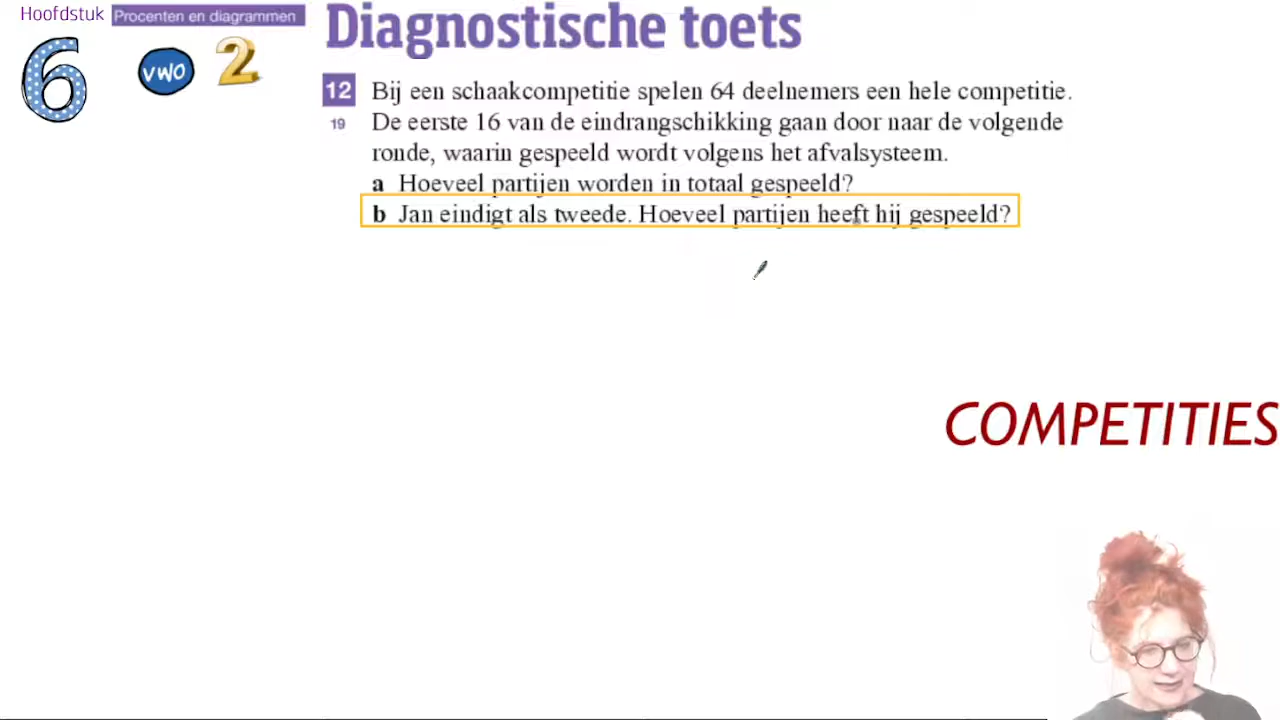 Hoofdstuk Procenten en diagrammen
6 VWO 2
Diagnostische toets
12 Bij een schaakcompetitie spelen 64 deelnemers een hele competitie.
19 De eerste 16 van de eindrangschikking gaan door naar de volgende
ronde, waarin gespeeld wordt volgens het afvalsysteem.
a Hoeveel partijen worden in totaal gespeeld?
b Jan eindigt als tweede. Hoeveel partijen heeft hij gespeeld?
COMPETITIES